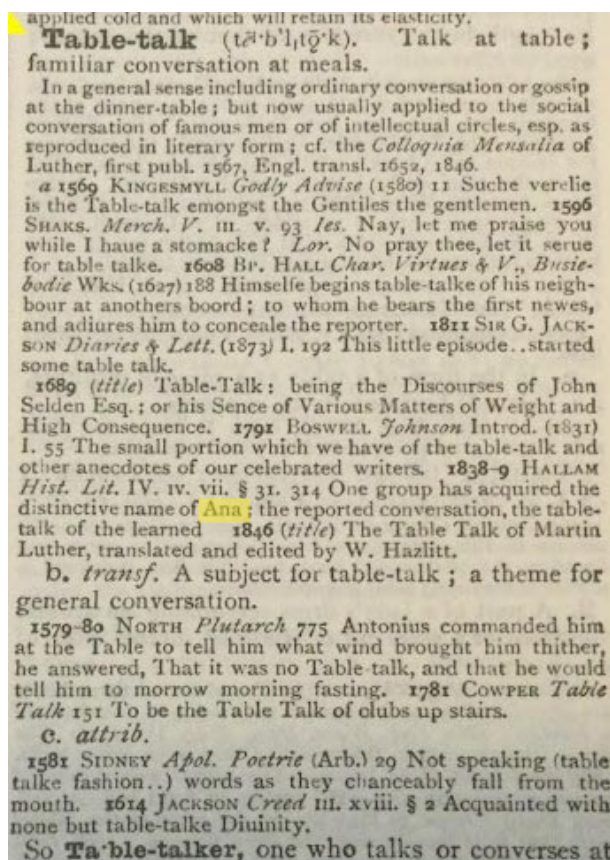 applied cold and which will retain its elasticity.
Table-talk (tēi·b'l,tǭ·k). Talk at table;
familiar conversation at meals.
In a general sense including ordinary conversation or gossip
at the dinner-table; but now usually applied to the social
conversation of famous men or of intellectual circles, esp. as
reproduced in literary form; cf. the Colloquia Mensalia of
Luther, first publ. 1567, Engl. transl. 1652, 1846.
a 1569 KINGESMYLL Godly Advise (1580) 11 Suche verelie
is the Table-talk emongst the Gentiles the gentlemen. 1596
SHAKS. Merch. V. III. v. 93 Ies. Nay, let me praise you
while I haue a stomacke? Lor. No pray thee, let it serue
for table talke. 1608 BP. HALL Char. Virtues & V., Busie-
bodie Wks. (1627) 188 Himselfe begins table-talke of his neigh-
bour at anothers boord; to whom he bears the first newes,
and adiures him to conceale the reporter. 1811 SIR G. JACK-
SON Diaries & Lett. (1873) I. 192 This little episode..started
some table talk.
1689 (title) Table-Talk: being the Discourses of John
Selden Esq.; or his Sence of Various Matters of Weight and
High Consequence. 1791 BOSWELL Johnson Introd. (1831)
I. 55 The small portion which we have of the table-talk and
other anecdotes of our celebrated writers. 1838-9 HALLAM
Hist. Lit. IV. IV. vii. § 31. 314 One group has acquired the
distinctive name of Ana; the reported conversation, the table-
talk of the learned 1846 (title) The Table Talk of Martin
Luther, translated and edited by W. Hazlitt.
b. transf. A subject for table-talk; a theme for
general conversation.
1579-80 NORTH Plutarch 775 Antonius commanded him
at the Table to tell him what wind brought him thither,
he answered, That it was no Table-talk, and that he would
tell him to morrow morning fasting. 1781 COWPER Table
Talk 151 To be the Table Talk of clubs up stairs.
c. attrib.
1581 SIDNEY Apol. Poetrie (Arb.) 29 Not speaking (table
talke fashion..) words as they chanceably fall from the
mouth. 1614 JACKSON Creed III. xviii. § 2 Acquainted with
none but table-talke Diuinity.
So Ta·ble-talker, one who talks or converses at